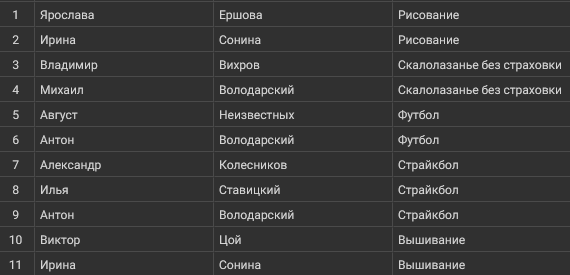 1 Ярослава Ершова Рисование
2 Ирина Сонина Рисование
3 Владимир Вихров Скалолазанье без страховки
4 Михаил Володарский Скалолазанье без страховки
5 Август Неизвестных Футбол
6 Антон Володарский Футбол
7 Александр Колесников Страйкбол
8 Илья Ставицкий Страйкбол
9 Антон Володарский Страйкбол
10 Виктор Цой Вышивание
11 Ирина Сонина Вышивание